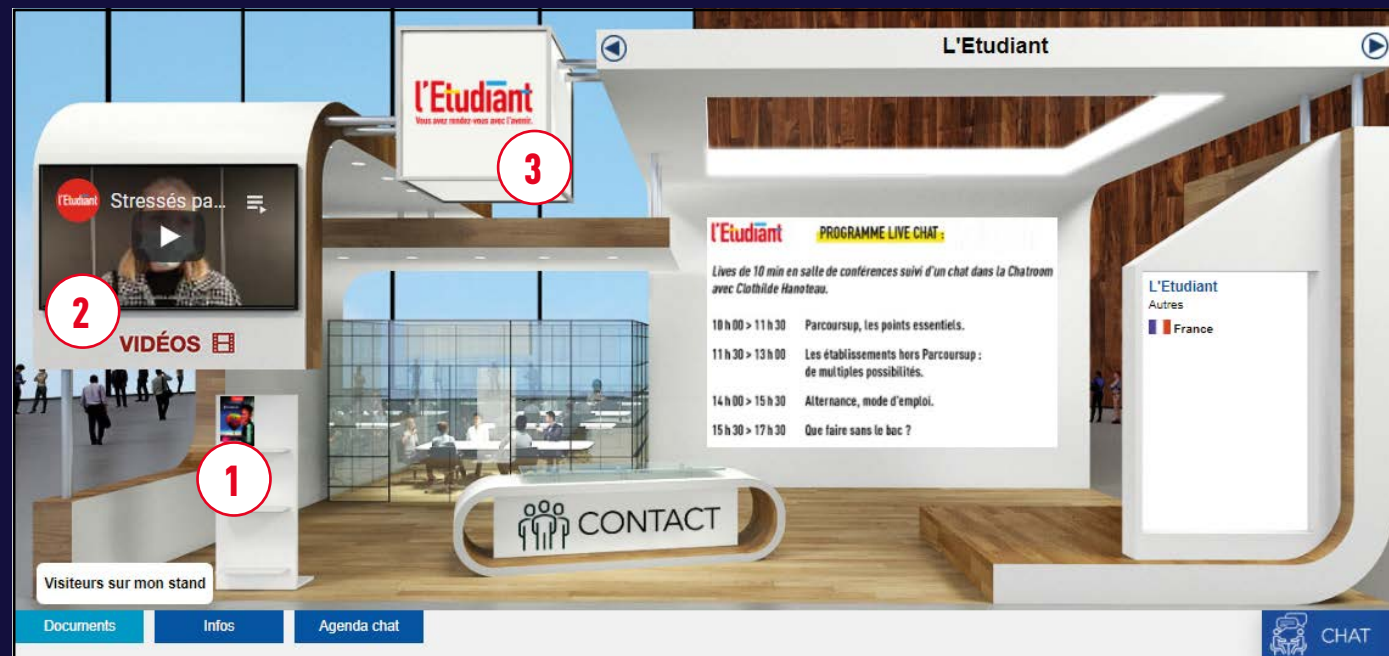 L'Etudiant
l'Etudiant
Vous avez rendez-vous avec l'avenir.
3
l'Etudiant
Stressés pa...
2
VIDÉOS
l'Etudiant PROGRAMME LIVE CHAT :
Lives de 10 min en salle de conférences suivi d'un chat dans la Chatroom
avec Clothilde Hanoteau.
10 h 00 > 11 h 30 Parcoursup, les points essentiels.
11 h 30 > 13 h 00 Les établissements hors Parcoursup :
de multiples possibilités.
14 h 00 > 15 h 30 Alternance, mode d'emploi.
15 h 30 > 17 h 30 Que faire sans le bac ?
L'Etudiant
Autres
France
1
CONTACT
Visiteurs sur mon stand
Documents
Infos
Agenda chat
CHAT